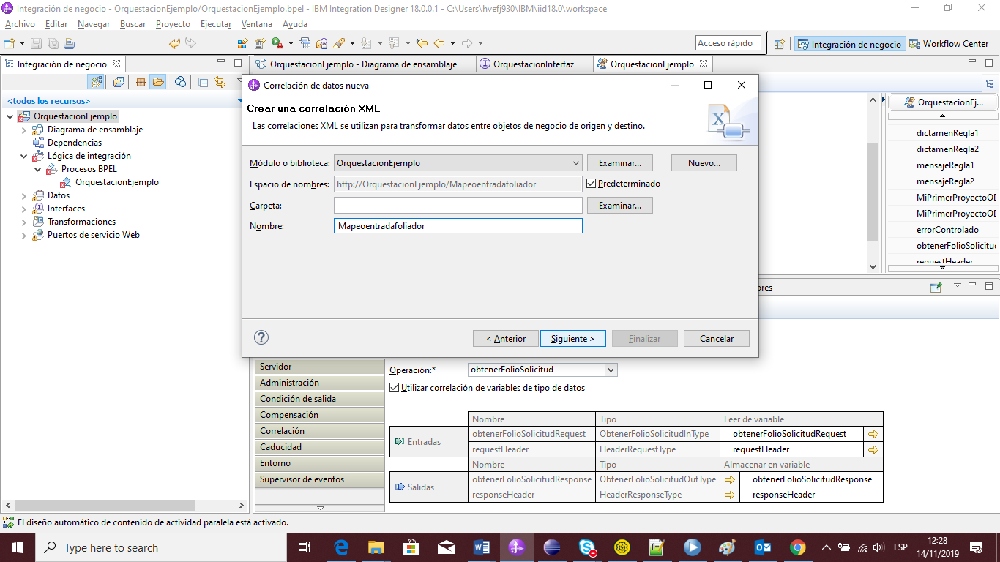 Integración de negocio - OrquestacionEjemplo/OrquestacionEjemplo.bpel - IBM Integration Designer 18.0.0.1 - C:\Users\hvefj930\IBM\iid18.0\workspace
Archivo Editar Navegar Buscar Proyecto Ejecutar Ventana Ayuda
Acceso rápido
Integración de negocio
Workflow Center
Integración de negocio
OrquestacionEjemplo - Diagrama de ensamblaje
OrquestacionInterfaz
OrquestacionEjemplo
<todos los recursos>
OrquestacionEjemplo
Diagrama de ensamblaje
Dependencias
Lógica de integración
Procesos BPEL
OrquestacionEjemplo
Datos
Interfaces
Transformaciones
Puertos de servicio Web
Correlación de datos nueva
Crear una correlación XML
Las correlaciones XML se utilizan para transformar datos entre objetos de negocio de origen y destino.
Módulo o biblioteca: OrquestacionEjemplo Examinar... Nuevo...
Espacio de nombres: http://OrquestacionEjemplo/Mapeoentradafoliador Predeterminado
Carpeta: Examinar...
Nombre: Mapeoentradafoliador
< Anterior Siguiente > Finalizar Cancelar
OrquestacionEj...
dictamenRegla1
dictamenRegla2
mensajeRegla1
mensajeRegla2
MiPrimerProyectoOD
MiPrimerProyectoOD
errorControlado
obtenerFolioSolicitud
requestHeader
ores
Servidor
Administración
Condición de salida
Compensación
Correlación
Caducidad
Entorno
Supervisor de eventos
Operación:* obtenerFolioSolicitud
Utilizar correlación de variables de tipo de datos
Nombre Tipo Leer de variable
Entradas
obtenerFolioSolicitudRequest ObtenerFolioSolicitudInType obtenerFolioSolicitudRequest
requestHeader HeaderRequestType requestHeader
Nombre Tipo Almacenar en variable
Salidas
obtenerFolioSolicitudResponse ObtenerFolioSolicitudOutType obtenerFolioSolicitudResponse
responseHeader HeaderResponseType responseHeader
El diseño automático de contenido de actividad paralela está activado.
Type here to search
ESP
12:28
14/11/2019